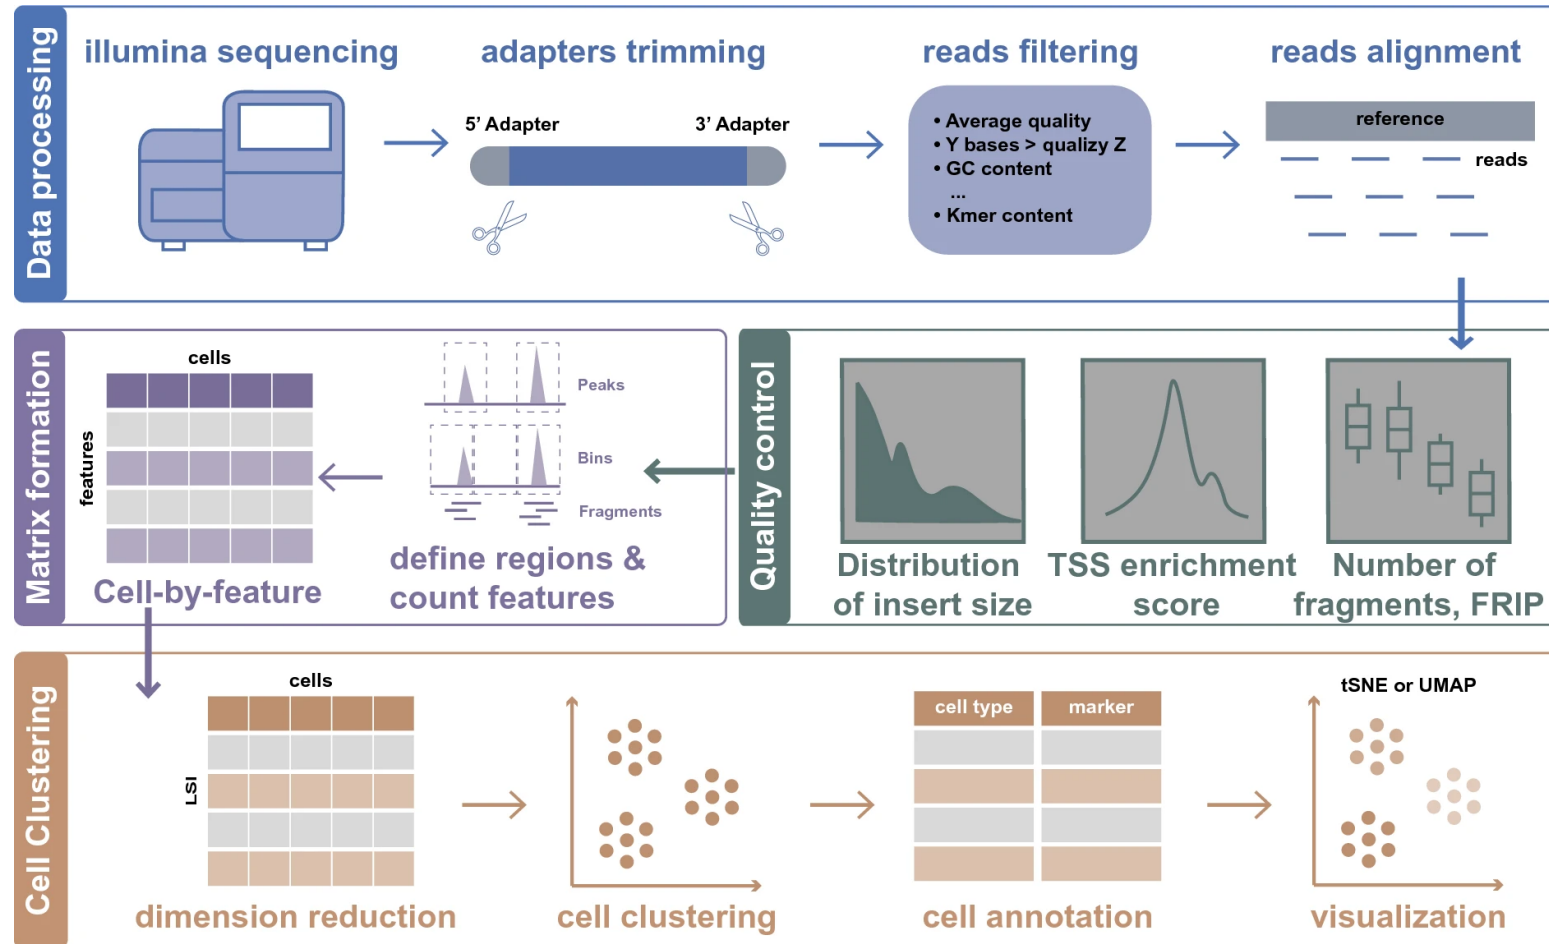 Data processing
illumina sequencing
adapters trimming
5’ Adapter
3’ Adapter
reads filtering
• Average quality
• Y bases > qualizy Z
• GC content
...
• Kmer content
reads alignment
reference
reads
Quality control
Distribution
of insert size
TSS enrichment
score
Number of
fragments, FRIP
Matrix formation
Peaks
Bins
Fragments
define regions &
count features
cells
features
Cell-by-feature
Cell Clustering
cells
LSI
dimension reduction
cell clustering
cell type
marker
cell annotation
tSNE or UMAP
visualization